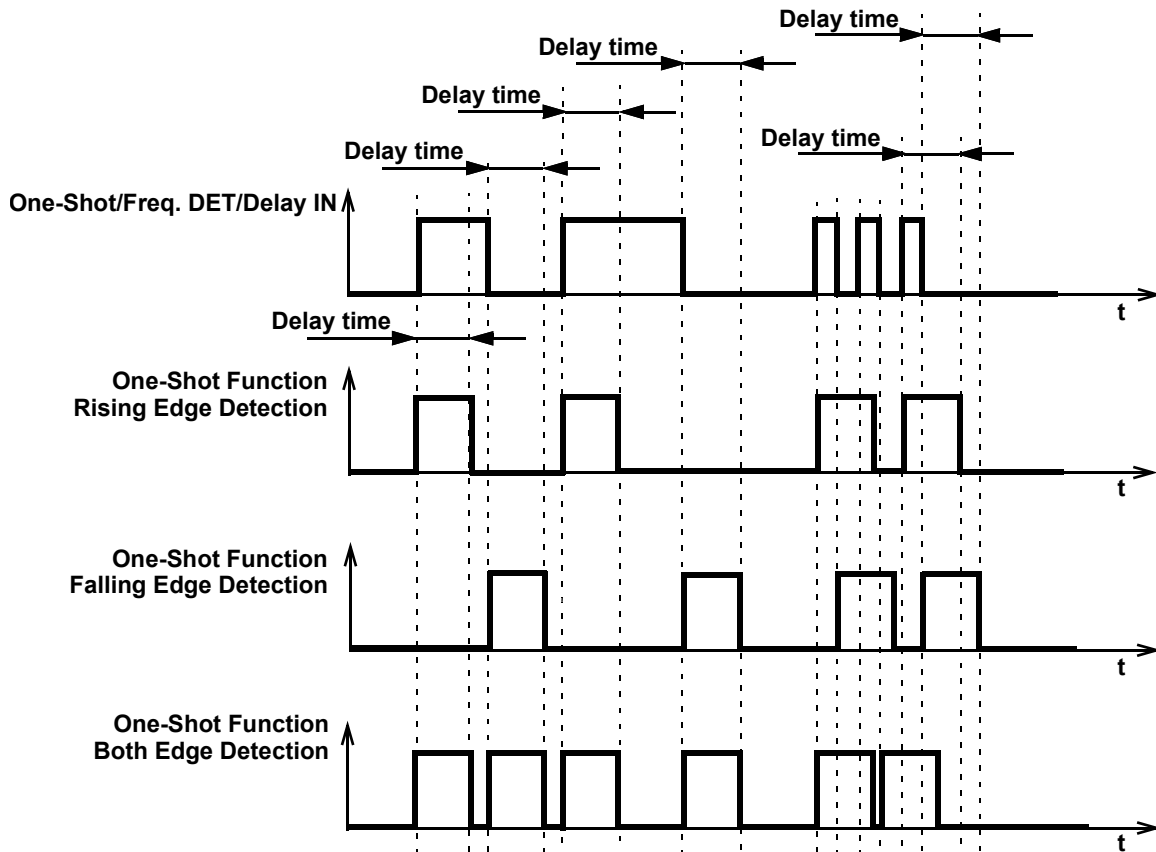 Delay time
Delay time
Delay time
Delay time
Delay time
One-Shot/Freq. DET/Delay IN
t
Delay time
One-Shot Function
Rising Edge Detection
t
One-Shot Function
Falling Edge Detection
t
One-Shot Function
Both Edge Detection
t